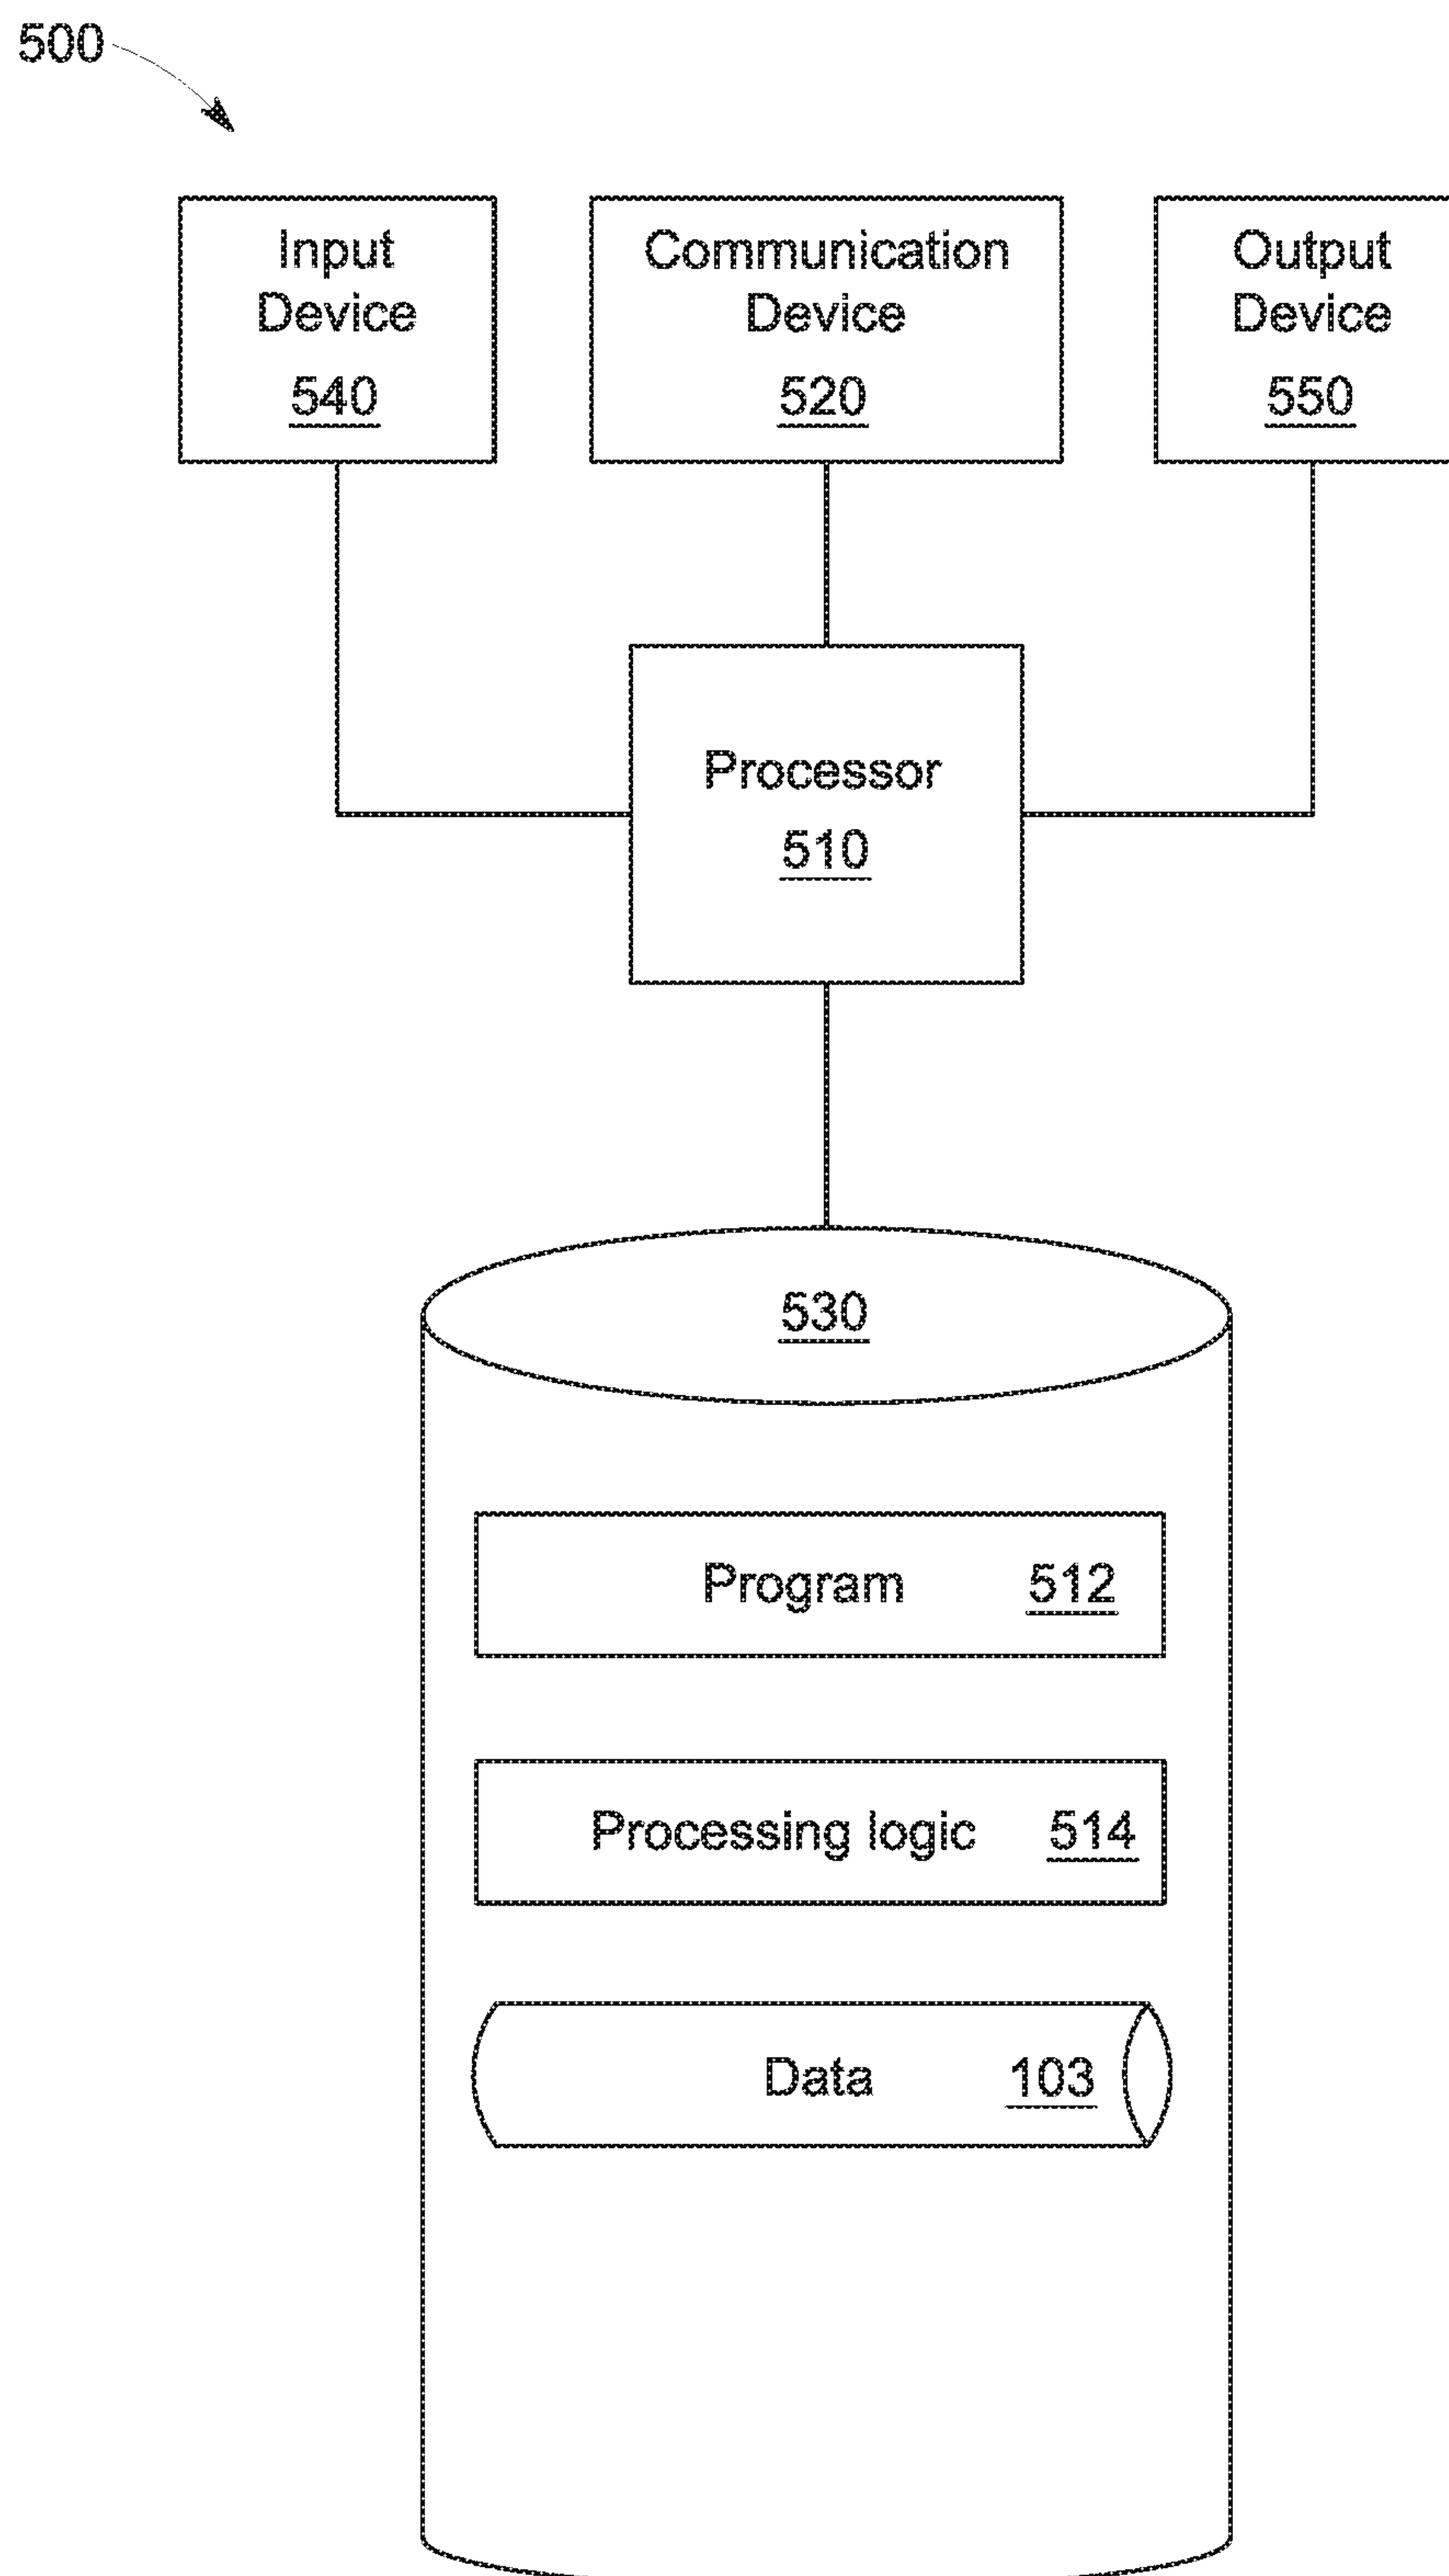 500
Input
Device
540
Communication
Device
520
Output
Device
550
Processor
510
530
Program 512
Processing logic 514
Data 103